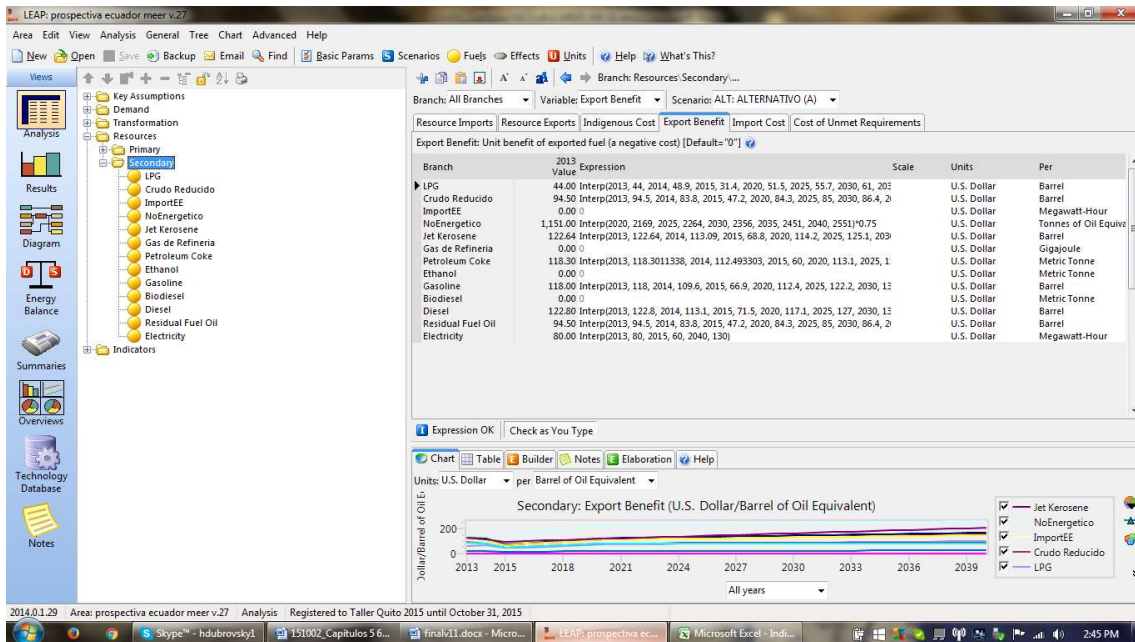 LEAP: prospectiva ecuador meer v.27
Area Edit View Analysis General Tree Chart Advanced Help
New Open Save Backup Email Find Basic Params Scenarios Fuels Effects Units Help What's This?
Views
Analysis
Results
Diagram
Energy Balance
Summaries
Overviews
Technology Database
Notes
Key Assumptions
Demand
Transformation
Resources
Primary
Secondary
LPG
Crudo Reducido
ImportEE
NoEnergetico
Jet Kerosene
Gas de Refineria
Petroleum Coke
Ethanol
Gasoline
Biodiesel
Diesel
Residual Fuel Oil
Electricity
Indicators
Branch: Resources\Secondary\...
Branch: All Branches Variable: Export Benefit Scenario: ALT: ALTERNATIVO (A)
Resource Imports Resource Exports Indigenous Cost Export Benefit Import Cost Cost of Unmet Requirements
Export Benefit: Unit benefit of exported fuel (a negative cost) [Default="0"]
Branch 2013 Value Expression Scale Units Per
LPG 44.00 Interp(2013, 44, 2014, 48.9, 2015, 31.4, 2020, 51.5, 2025, 55.7, 2030, 61, 203 U.S. Dollar Barrel
Crudo Reducido 94.50 Interp(2013, 94.5, 2014, 83.8, 2015, 47.2, 2020, 84.3, 2025, 85, 2030, 86.4, 2 U.S. Dollar Barrel
ImportEE 0.00 0 U.S. Dollar Megawatt-Hour
NoEnergetico 1,151.00 Interp(2020, 2169, 2025, 2264, 2030, 2356, 2035, 2451, 2040, 2551)*0.75 U.S. Dollar Tonnes of Oil Equiva
Jet Kerosene 122.64 Interp(2013, 122.64, 2014, 113.09, 2015, 68.8, 2020, 114.2, 2025, 125.1, 203 U.S. Dollar Barrel
Gas de Refineria 0.00 0 U.S. Dollar Gigajoule
Petroleum Coke 118.30 Interp(2013, 118.3011338, 2014, 112.493303, 2015, 60, 2020, 113.1, 2025, 1 U.S. Dollar Metric Tonne
Ethanol 0.00 0 U.S. Dollar Metric Tonne
Gasoline 118.00 Interp(2013, 118, 2014, 109.6, 2015, 66.9, 2020, 112.4, 2025, 122.2, 2030, 13 U.S. Dollar Barrel
Biodiesel 0.00 0 U.S. Dollar Metric Tonne
Diesel 122.80 Interp(2013, 122.8, 2014, 113.1, 2015, 71.5, 2020, 117.1, 2025, 127, 2030, 13 U.S. Dollar Barrel
Residual Fuel Oil 94.50 Interp(2013, 94.5, 2014, 83.8, 2015, 47.2, 2020, 84.3, 2025, 85, 2030, 86.4, 2 U.S. Dollar Barrel
Electricity 80.00 Interp(2013, 80, 2015, 60, 2040, 130) U.S. Dollar Megawatt-Hour
Expression OK Check as You Type
Chart Table Builder Notes Elaboration Help
Units: U.S. Dollar per Barrel of Oil Equivalent
Secondary: Export Benefit (U.S. Dollar/Barrel of Oil Equivalent)
Dollar/Barrel of Oil E
200
0
2013 2015 2018 2021 2024 2027 2030 2033 2036 2039
Jet Kerosene
NoEnergetico
ImportEE
Crudo Reducido
LPG
All years
2014.0.1.29 Area: prospectiva ecuador meer v.27 Analysis Registered to Taller Quito 2015 until October 31, 2015
Skype™ - hdubrovsky1 151002_Capítulos 5 6... finalv11.docx - Micro... LEAP: prospectiva ec... Microsoft Excel - Indi... 2:45 PM